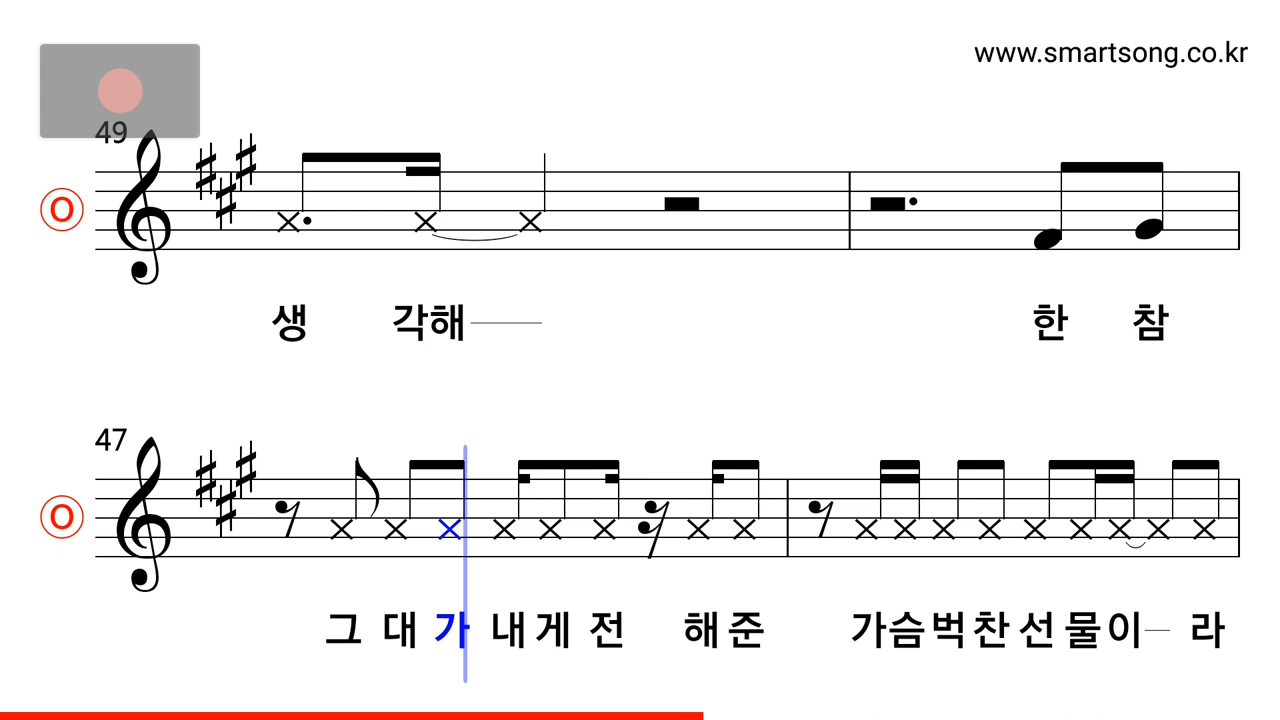 www.smartsong.co.kr
49
O
생 각해 한 참
47
O
그 대 가 내게 전 해준 가슴벅찬 선물이 라